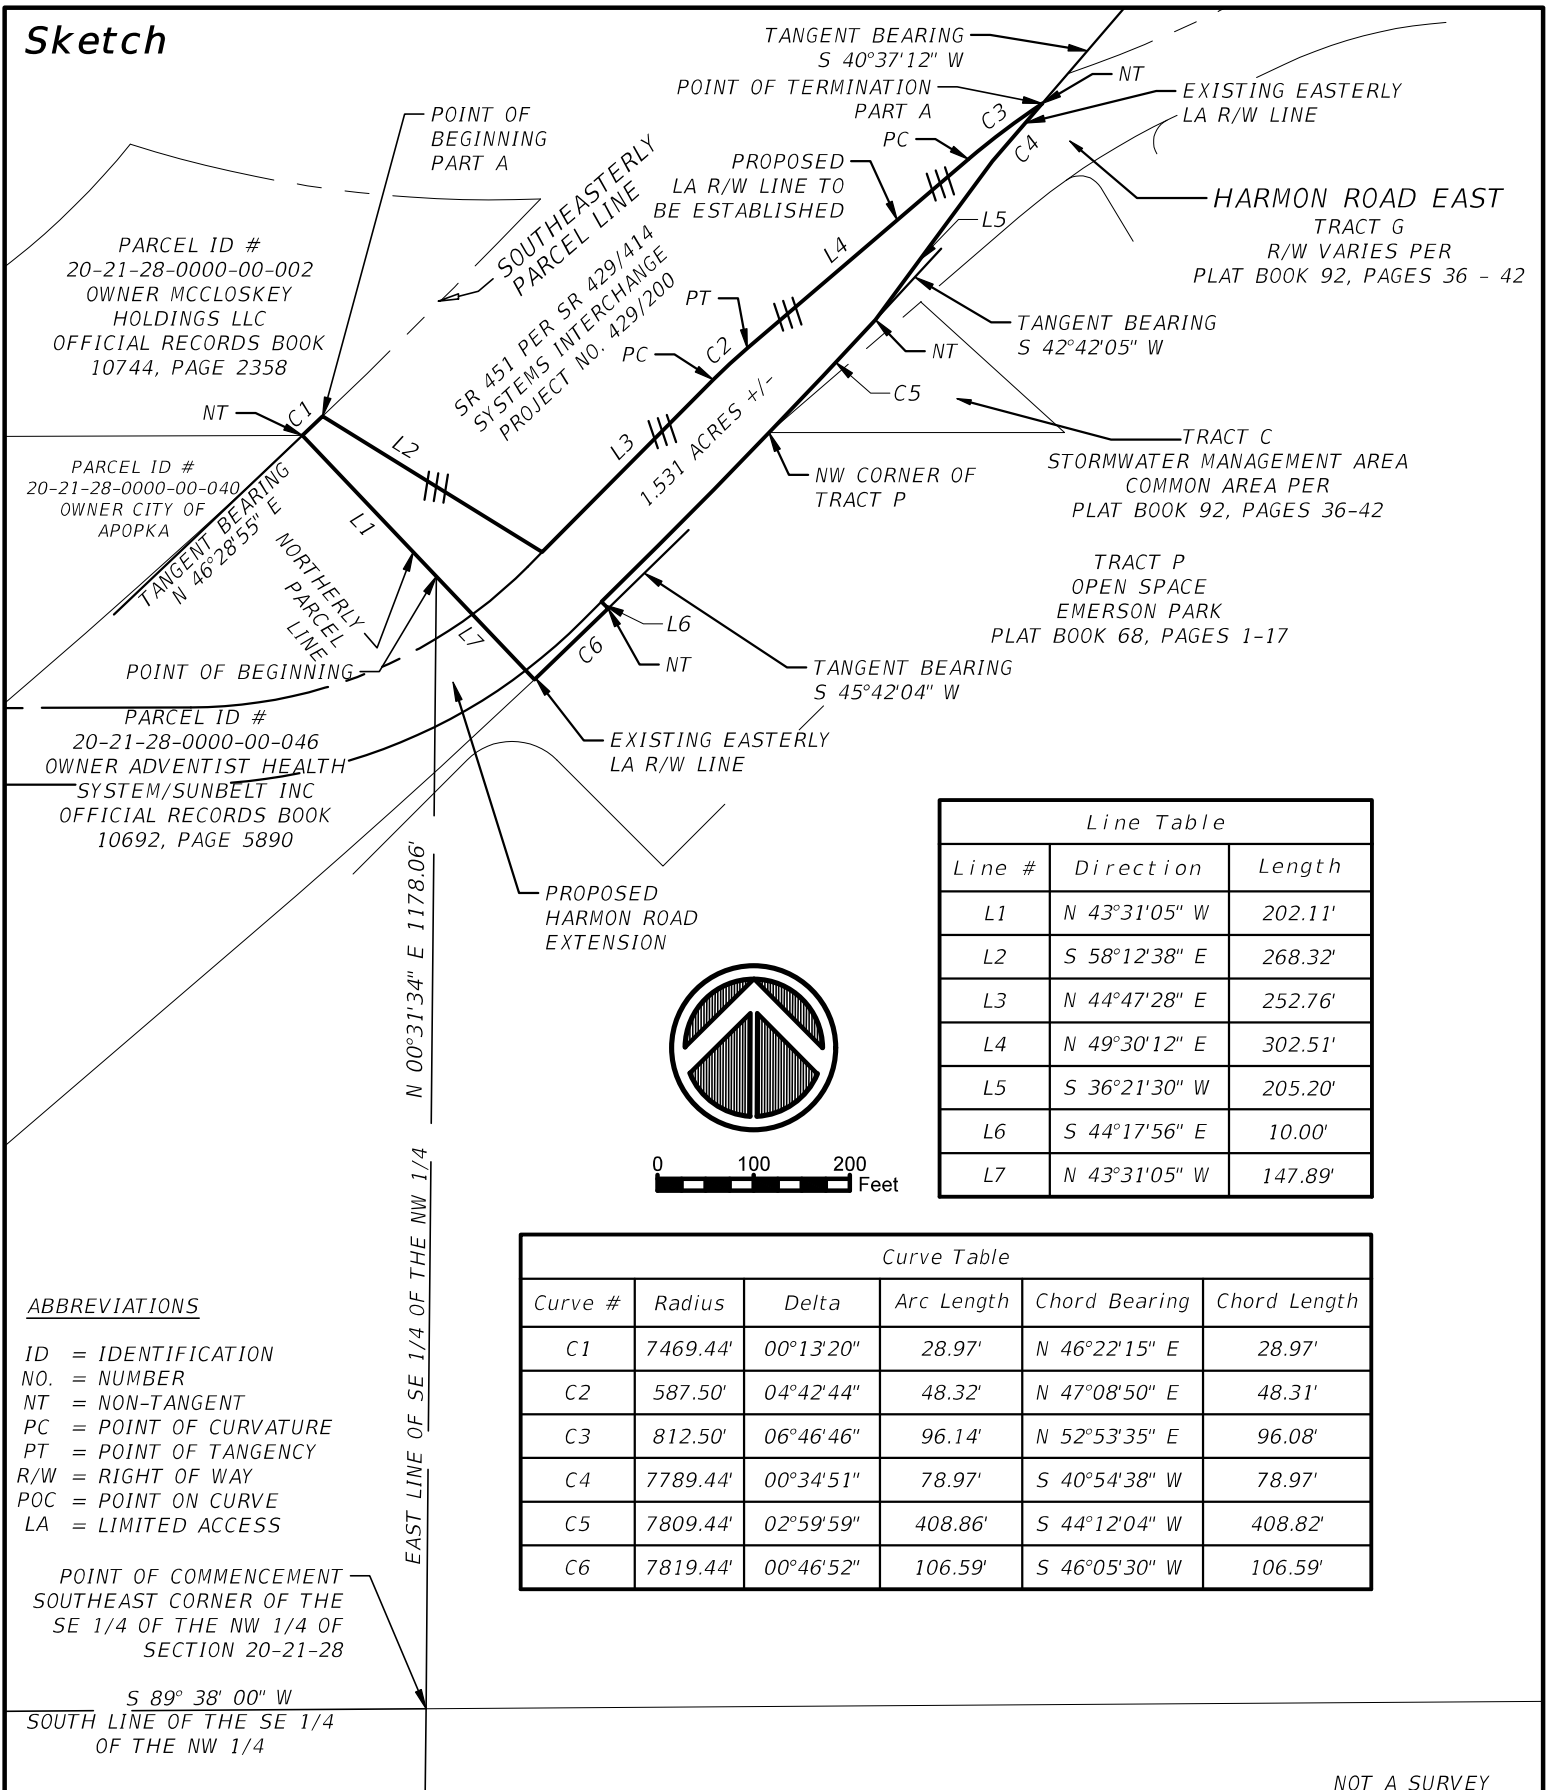 Sketch
TANGENT BEARING
S 40°37'12" W
NT
POINT OF TERMINATION
PART A
EXISTING EASTERLY
LA R/W LINE
C3
PC
C4
POINT OF
BEGINNING
PART A
SOUTHEASTERLY
PARCEL LINE
PROPOSED
LA R/W LINE TO
BE ESTABLISHED
HARMON ROAD EAST
TRACT G
R/W VARIES PER
PLAT BOOK 92, PAGES 36 - 42
L5
L4
PARCEL ID #
20-21-28-0000-00-002
OWNER MCCLOSKEY
HOLDINGS LLC
OFFICIAL RECORDS BOOK
10744, PAGE 2358
SR 451 PER SR 429/414
SYSTEMS INTERCHANGE
PROJECT NO. 429/200
PT
C2
PC
TANGENT BEARING
S 42°42'05" W
NT
C5
NT
C1
L2
L3
1.531 ACRES +/-
TRACT C
STORMWATER MANAGEMENT AREA
COMMON AREA PER
PLAT BOOK 92, PAGES 36-42
NW CORNER OF
TRACT P
PARCEL ID #
20-21-28-0000-00-040
OWNER CITY OF
APOPKA
TANGENT BEARING
N 46°28'55" E
L1
NORTHERLY
PARCEL
LINE
TRACT P
OPEN SPACE
EMERSON PARK
PLAT BOOK 68, PAGES 1-17
L6
L7
C6
NT
TANGENT BEARING
S 45°42'04" W
POINT OF BEGINNING
PARCEL ID #
20-21-28-0000-00-046
OWNER ADVENTIST HEALTH
SYSTEM/SUNBELT INC
OFFICIAL RECORDS BOOK
10692, PAGE 5890
EXISTING EASTERLY
LA R/W LINE
PROPOSED
HARMON ROAD
EXTENSION
N 00°31'34" E 1178.06'
EAST LINE OF SE 1/4 OF THE NW 1/4
Line Table
Line # Direction Length
L1 N 43°31'05" W 202.11'
L2 S 58°12'38" E 268.32'
L3 N 44°47'28" E 252.76'
L4 N 49°30'12" E 302.51'
L5 S 36°21'30" W 205.20'
L6 S 44°17'56" E 10.00'
L7 N 43°31'05" W 147.89'
0 100 200
Feet
Curve Table
Curve # Radius Delta Arc Length Chord Bearing Chord Length
C1 7469.44' 00°13'20" 28.97' N 46°22'15" E 28.97'
C2 587.50' 04°42'44" 48.32' N 47°08'50" E 48.31'
C3 812.50' 06°46'46" 96.14' N 52°53'35" E 96.08'
C4 7789.44' 00°34'51" 78.97' S 40°54'38" W 78.97'
C5 7809.44' 02°59'59" 408.86' S 44°12'04" W 408.82'
C6 7819.44' 00°46'52" 106.59' S 46°05'30" W 106.59'
ABBREVIATIONS
ID = IDENTIFICATION
NO. = NUMBER
NT = NON-TANGENT
PC = POINT OF CURVATURE
PT = POINT OF TANGENCY
R/W = RIGHT OF WAY
POC = POINT ON CURVE
LA = LIMITED ACCESS
POINT OF COMMENCEMENT
SOUTHEAST CORNER OF THE
SE 1/4 OF THE NW 1/4 OF
SECTION 20-21-28
S 89° 38' 00" W
SOUTH LINE OF THE SE 1/4
OF THE NW 1/4
NOT A SURVEY